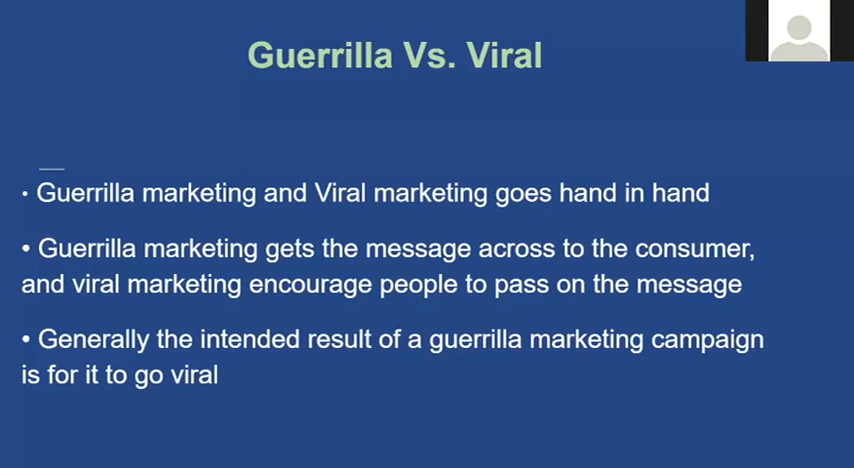 Guerrilla Vs. Viral
• Guerrilla marketing and Viral marketing goes hand in hand
• Guerrilla marketing gets the message across to the consumer,
and viral marketing encourage people to pass on the message
• Generally the intended result of a guerrilla marketing campaign
is for it to go viral